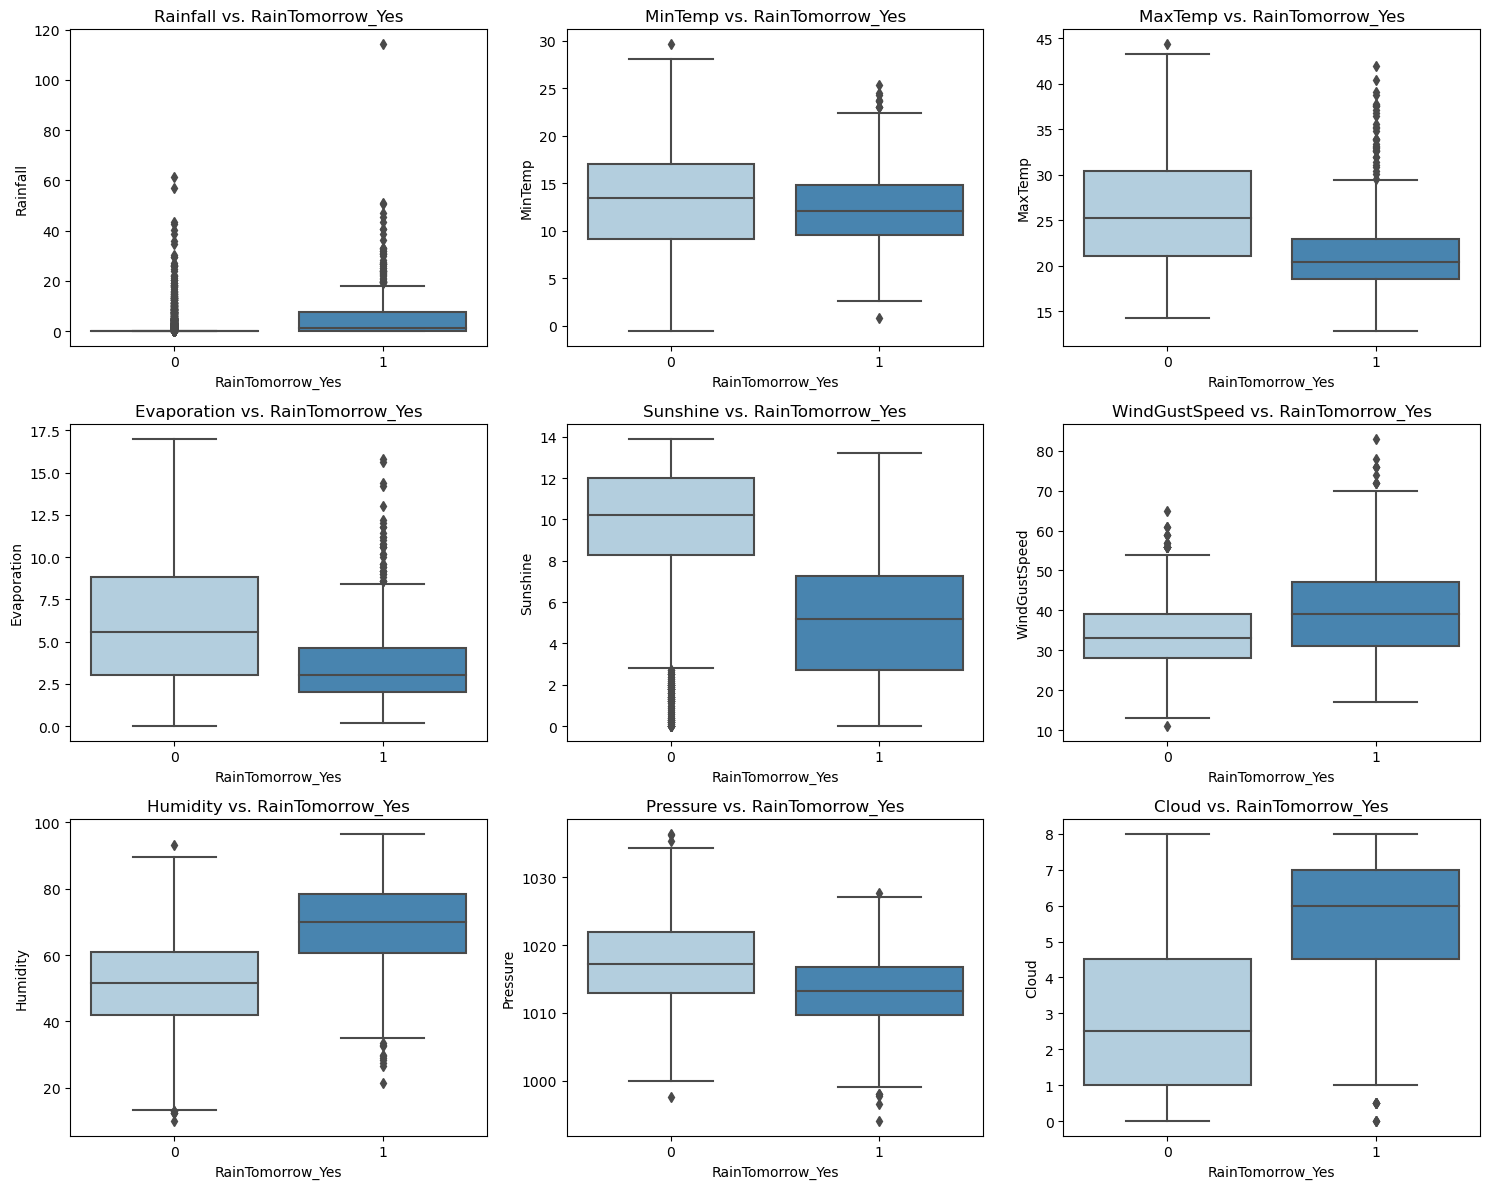 Rainfall vs. RainTomorrow_Yes
MinTemp vs. RainTomorrow_Yes
MaxTemp vs. RainTomorrow_Yes
120
100
80
60
40
20
0
Rainfall
0 1
RainTomorrow_Yes
30
25
20
15
10
5
0
MinTemp
0 1
RainTomorrow_Yes
45
40
35
30
25
20
15
MaxTemp
0 1
RainTomorrow_Yes
Evaporation vs. RainTomorrow_Yes
Sunshine vs. RainTomorrow_Yes
WindGustSpeed vs. RainTomorrow_Yes
17.5
15.0
12.5
10.0
7.5
5.0
2.5
0.0
Evaporation
0 1
RainTomorrow_Yes
14
12
10
8
6
4
2
0
Sunshine
0 1
RainTomorrow_Yes
80
70
60
50
40
30
20
10
WindGustSpeed
0 1
RainTomorrow_Yes
Humidity vs. RainTomorrow_Yes
Pressure vs. RainTomorrow_Yes
Cloud vs. RainTomorrow_Yes
100
80
60
40
20
Humidity
0 1
RainTomorrow_Yes
1030
1020
1010
1000
Pressure
0 1
RainTomorrow_Yes
8
7
6
5
4
3
2
1
0
Cloud
0 1
RainTomorrow_Yes